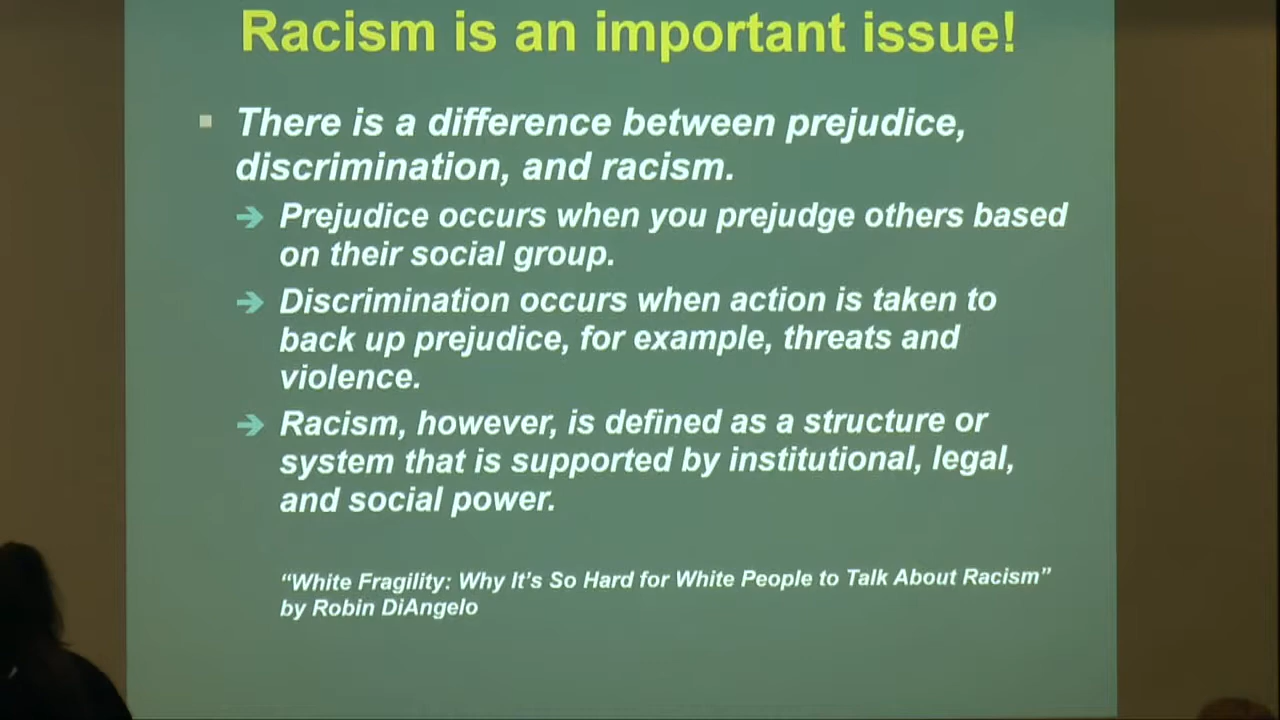 Racism is an important issue!
There is a difference between prejudice,
discrimination, and racism.
Prejudice occurs when you prejudge others based
on their social group.
Discrimination occurs when action is taken to
back up prejudice, for example, threats and
violence.
Racism, however, is defined as a structure or
system that is supported by institutional, legal,
and social power.
“White Fragility: Why It’s So Hard for White People to Talk About Racism”
by Robin DiAngelo